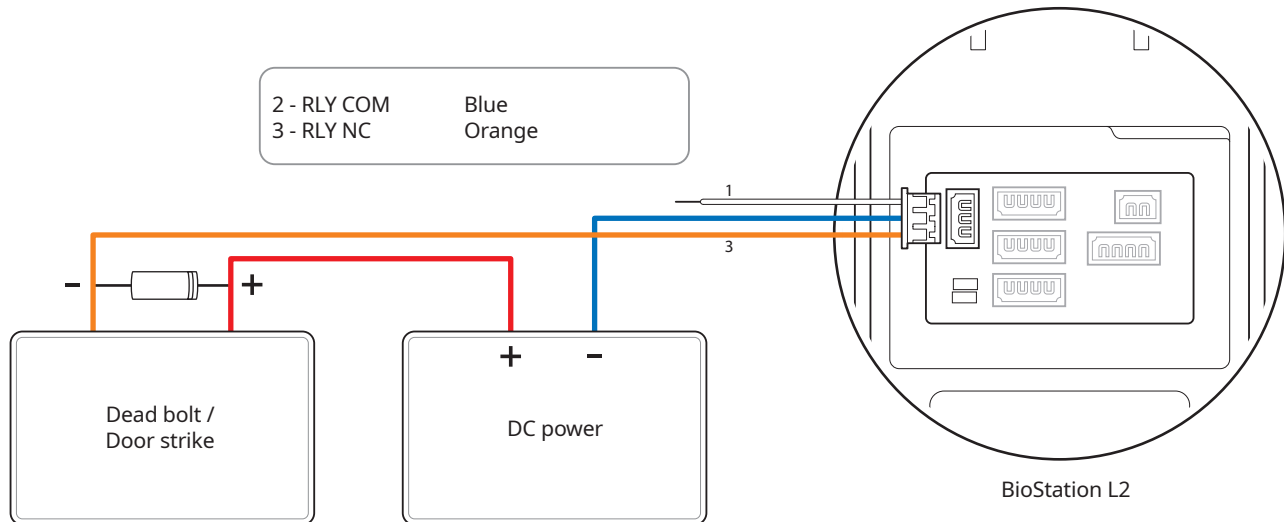 2 - RLY COM Blue
3 - RLY NC Orange
1
3
- +
+ -
Dead bolt /
Door strike
DC power
BioStation L2